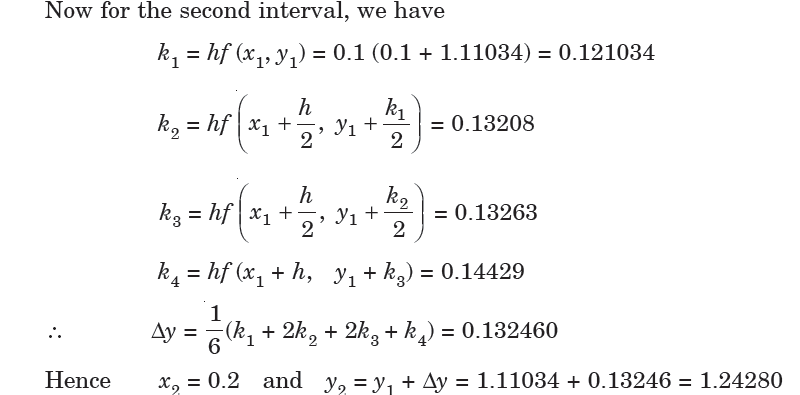 Now for the second interval, we have
k₁ = hf (x₁, y₁) = 0.1 (0.1 + 1.11034) = 0.121034
k₂ = hf (x₁ + h/2, y₁ + k₁/2) = 0.13208
k₃ = hf (x₁ + h/2, y₁ + k₂/2) = 0.13263
k₄ = hf (x₁ + h, y₁ + k₃) = 0.14429
∴ Δy = 1/6 (k₁ + 2k₂ + 2k₃ + k₄) = 0.132460
Hence x₂ = 0.2 and y₂ = y₁ + Δy = 1.11034 + 0.13246 = 1.24280